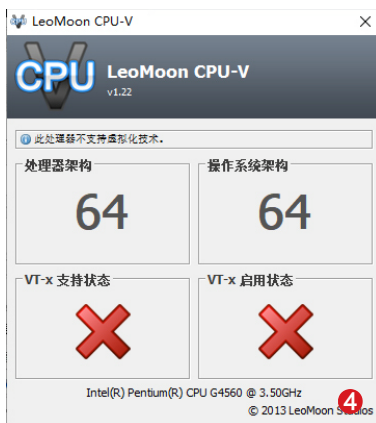 LeoMoon CPU-V
CPU
LeoMoon CPU-V
v1.22
此处理器不支持虚拟化技术.
处理器架构
操作系统架构
64
64
VT-x 支持状态
VT-x 启用状态
Intel(R) Pentium(R) CPU G4560 @ 3.50GHz
© 2013 LeoMoon
4